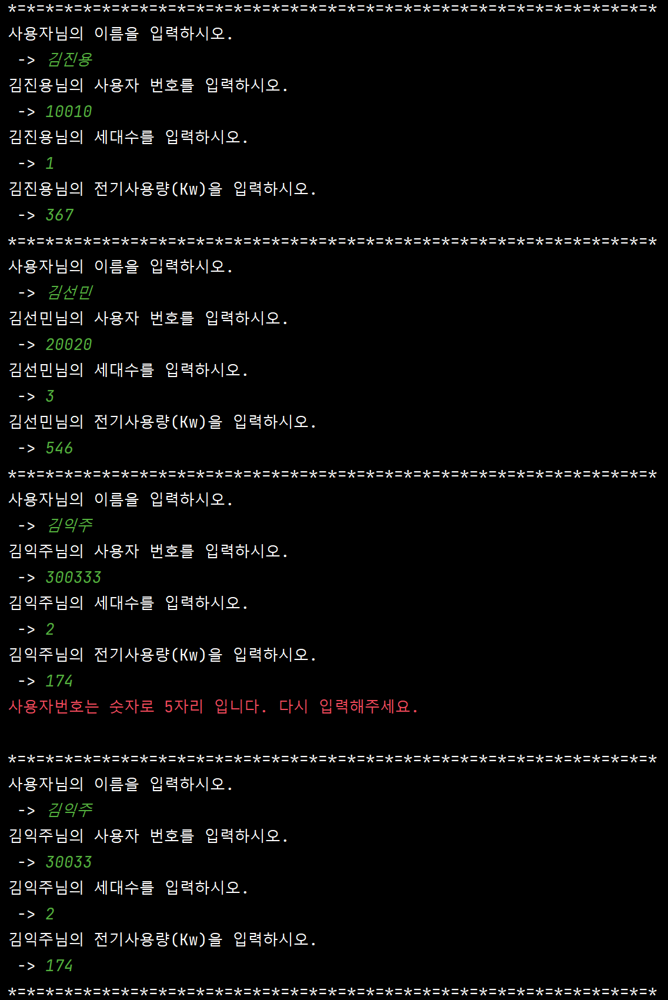 *=*=*=*=*=*=*=*=*=*=*=*=*=*=*=*=*=*=*=*=*=*=*=*=*=*=*=*=*=*=*=*=*=*=*
사용자님의 이름을 입력하시오.
-> 김진용
김진용님의 사용자 번호를 입력하시오.
-> 10010
김진용님의 세대수를 입력하시오.
-> 1
김진용님의 전기사용량(Kw)을 입력하시오.
-> 367
*=*=*=*=*=*=*=*=*=*=*=*=*=*=*=*=*=*=*=*=*=*=*=*=*=*=*=*=*=*=*=*=*=*=*
사용자님의 이름을 입력하시오.
-> 김선민
김선민님의 사용자 번호를 입력하시오.
-> 20020
김선민님의 세대수를 입력하시오.
-> 3
김선민님의 전기사용량(Kw)을 입력하시오.
-> 546
*=*=*=*=*=*=*=*=*=*=*=*=*=*=*=*=*=*=*=*=*=*=*=*=*=*=*=*=*=*=*=*=*=*=*
사용자님의 이름을 입력하시오.
-> 김익주
김익주님의 사용자 번호를 입력하시오.
-> 300333
김익주님의 세대수를 입력하시오.
-> 2
김익주님의 전기사용량(Kw)을 입력하시오.
-> 174
사용자번호는 숫자로 5자리 입니다. 다시 입력해주세요.
*=*=*=*=*=*=*=*=*=*=*=*=*=*=*=*=*=*=*=*=*=*=*=*=*=*=*=*=*=*=*=*=*=*=*
사용자님의 이름을 입력하시오.
-> 김익주
김익주님의 사용자 번호를 입력하시오.
-> 30033
김익주님의 세대수를 입력하시오.
-> 2
김익주님의 전기사용량(Kw)을 입력하시오.
-> 174
*=*=*=*=*=*=*=*=*=*=*=*=*=*=*=*=*=*=*=*=*=*=*=*=*=*=*=*=*=*=*=*=*=*=*